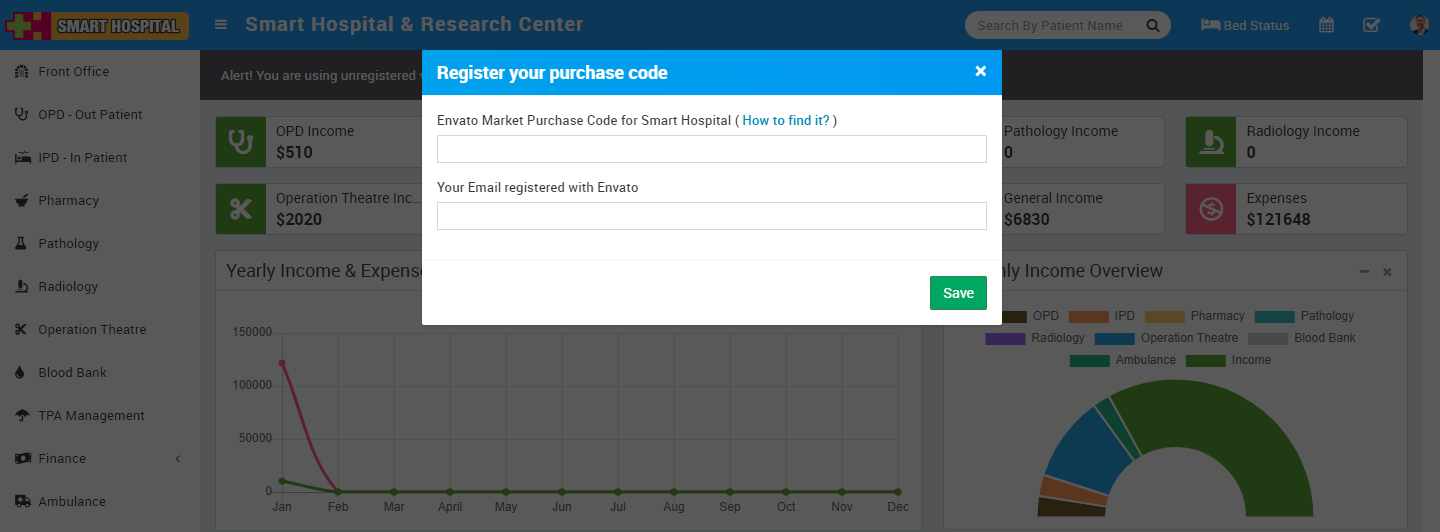 SMART HOSPITAL
Smart Hospital & Research Center
Search By Patient Name
Bed Status
Front Office
OPD - Out Patient
IPD - In Patient
Pharmacy
Pathology
Radiology
Operation Theatre
Blood Bank
TPA Management
Finance
Ambulance
Alert! You are using unregistered
Register your purchase code
×
Envato Market Purchase Code for Smart Hospital ( How to find it? )
Your Email registered with Envato
Save
OPD Income
$510
Pathology Income
0
Radiology Income
0
Operation Theatre Inc...
$2020
General Income
$6830
Expenses
$121648
Yearly Income & Expens
150000
100000
50000
0
Jan Feb Mar April May Jun Jul Aug Sep Oct Nov Dec
ly Income Overview
OPD IPD Pharmacy Pathology
Radiology Operation Theatre Blood Bank
Ambulance Income